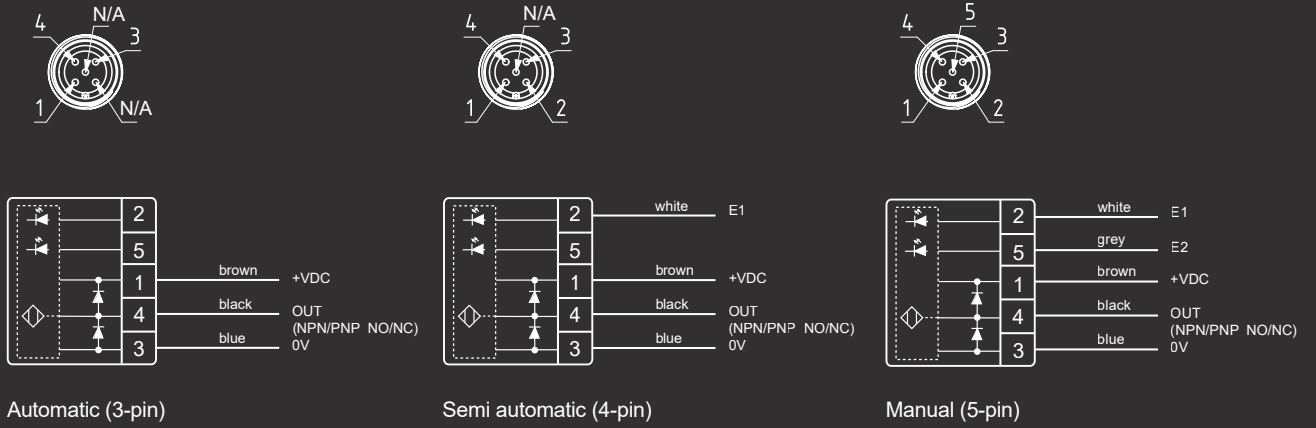 N/A
4
3
1
N/A
2
5
1
brown
+VDC
4
black
OUT
(NPN/PNP NO/NC)
3
blue
0V
Automatic (3-pin)
N/A
4
3
1
2
2
white
E1
5
1
brown
+VDC
4
black
OUT
(NPN/PNP NO/NC)
3
blue
0V
Semi automatic (4-pin)
5
4
3
1
2
2
white
E1
5
grey
E2
1
brown
+VDC
4
black
OUT
(NPN/PNP NO/NC)
3
blue
0V
Manual (5-pin)